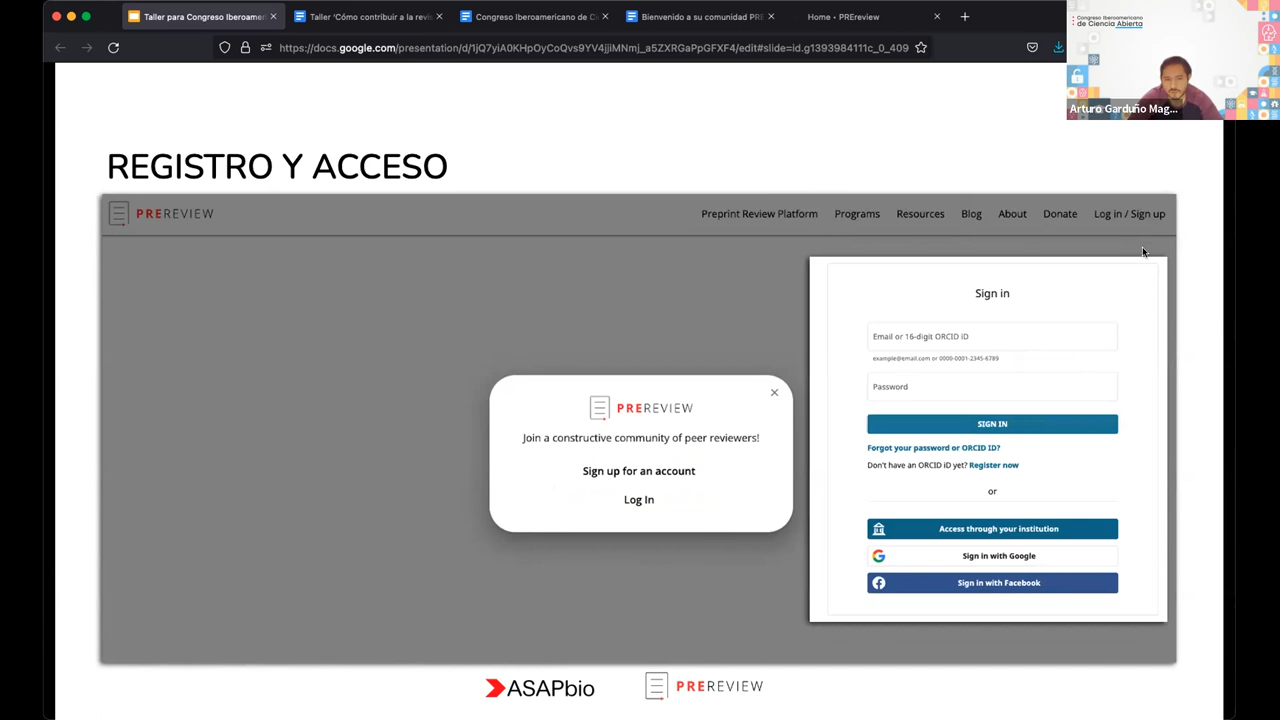 Taller para Congreso Iberoamer
Taller 'Cómo contribuir a la revis
Congreso Iberoamericano de Ci
Bienvenido a su comunidad PRE
Home • PREreview
https://docs.google.com/presentation/d/1jQ7yiA0KHpOyCoQvs9YV4jjiMNmj_a5ZXRGaPpGFXF4/edit#slide=id.g1393984111c_0_409
Congreso Iberoamericano
de Ciencia Abierta
Arturo Garduño Mag...
REGISTRO Y ACCESO
PREREVIEW
Preprint Review Platform
Programs
Resources
Blog
About
Donate
Log in / Sign up
PREREVIEW
Join a constructive community of peer reviewers!
Sign up for an account
Log In
Sign in
Email or 16-digit ORCID iD
example@email.com or 0000-0001-2345-6789
Password
SIGN IN
Forgot your password or ORCID ID?
Don't have an ORCID iD yet? Register now
or
Access through your institution
Sign in with Google
Sign in with Facebook
ASAPbio
PREREVIEW